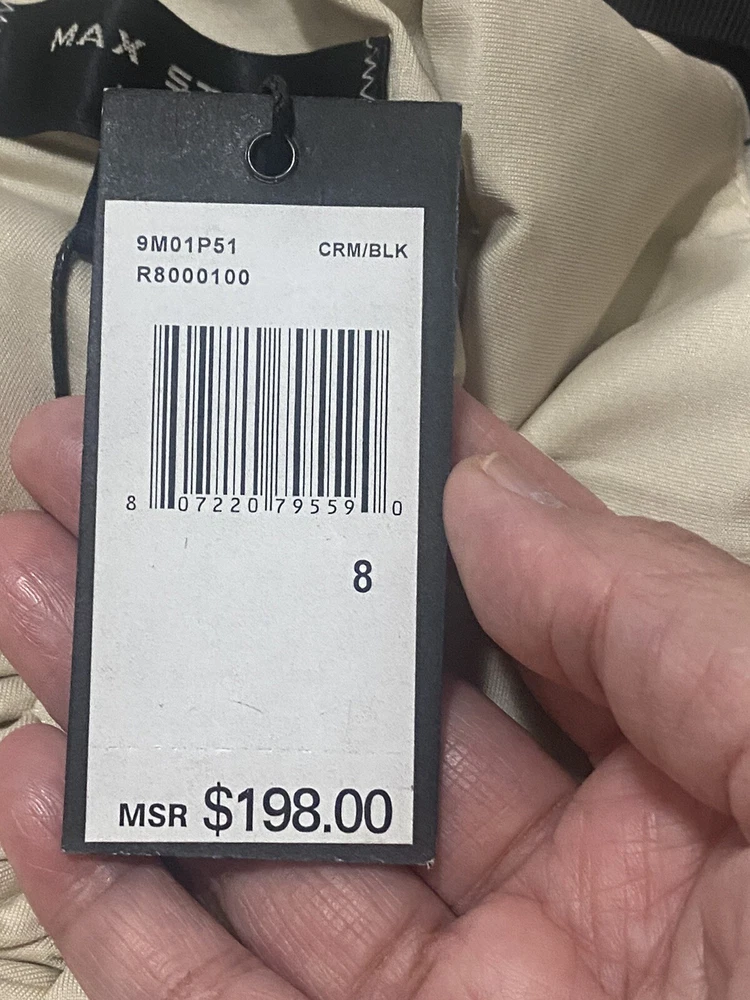 MAX
9M01P51
CRM/BLK
R8000100
8 07220 79559 0
8
MSR $198.00